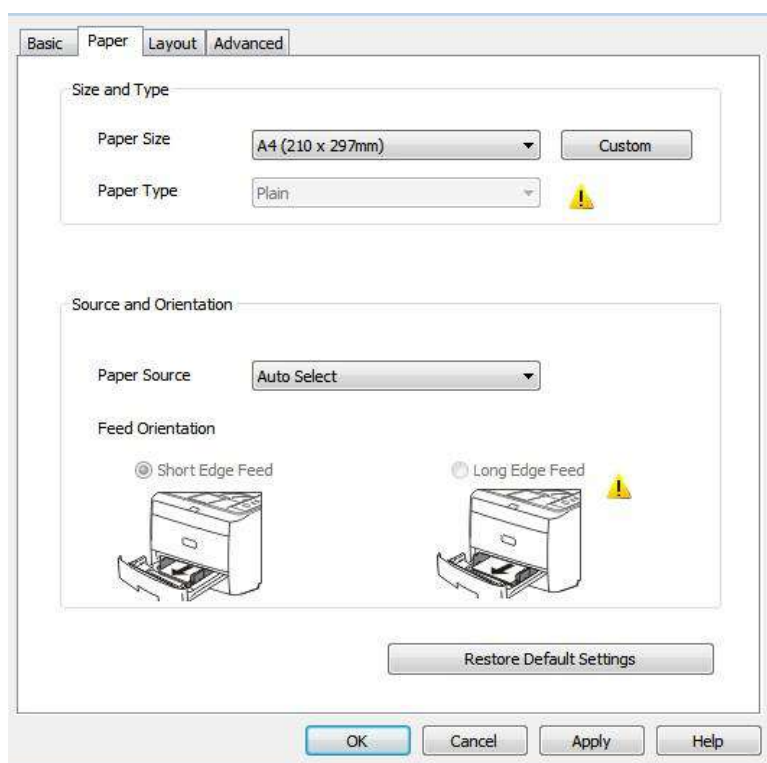 Basic Paper Layout Advanced
Size and Type
Paper Size A4 (210 x 297mm) Custom
Paper Type Plain
Source and Orientation
Paper Source Auto Select
Feed Orientation
Short Edge Feed Long Edge Feed
Restore Default Settings
OK Cancel Apply Help